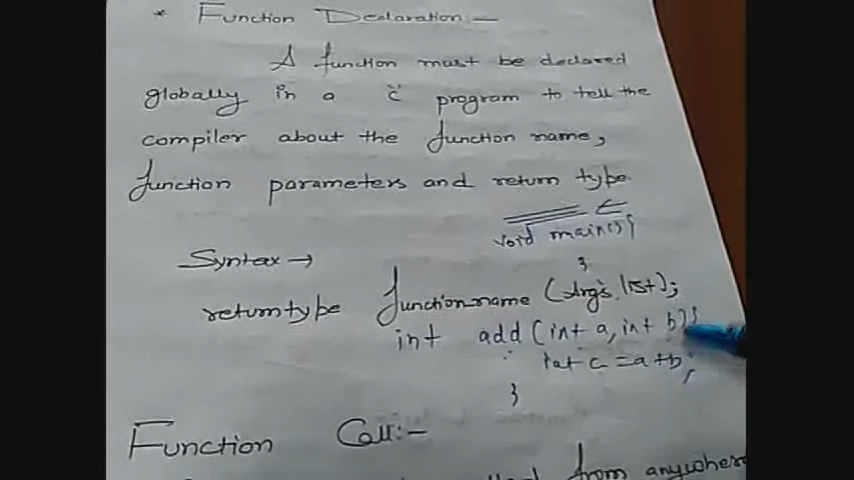 * Function Declaration:-
A function must be declared
globally in a 'c' program to tell the
compiler about the function name,
function parameters and return type.
void main(){
}
Syntax →
returntype functionname (Args list);
int add (int a, int b){
int c = a+b;
}
Function Call:-
from anywhere